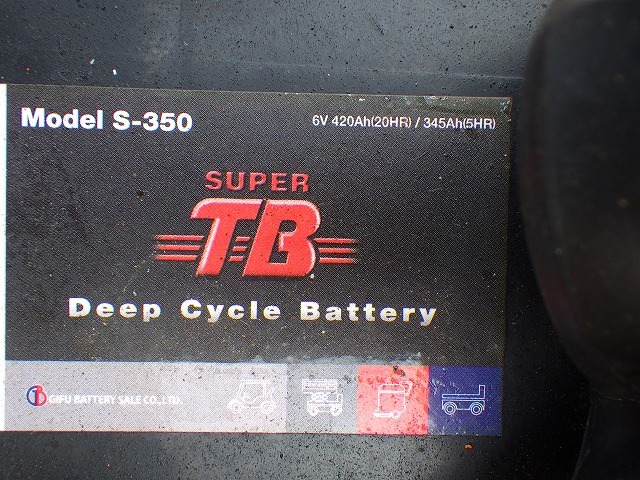 Model S-350
6V 420Ah(20HR) / 345Ah(5HR)
SUPER
TB
Deep Cycle Battery
GIFU BATTERY SALE CO.,LTD.